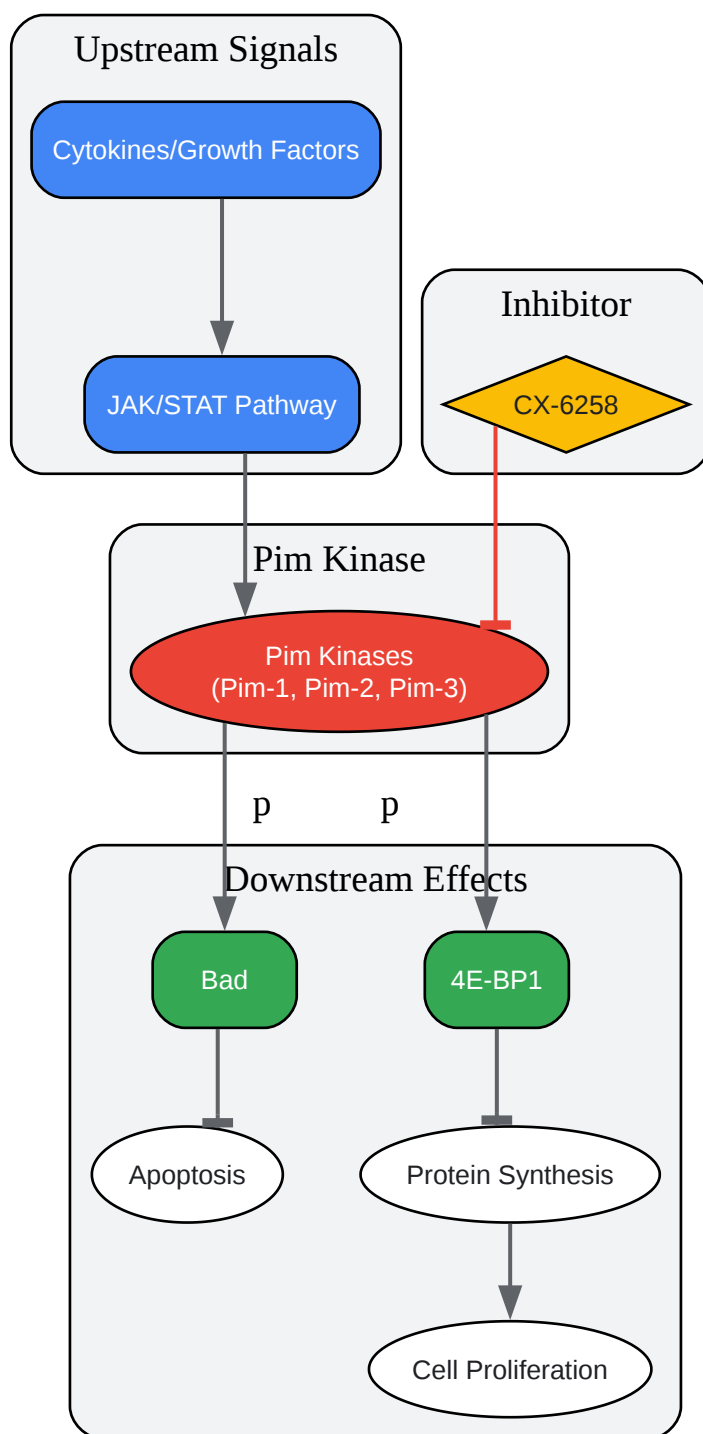 Upstream Signals
Cytokines/Growth Factors
JAK/STAT Pathway
Inhibitor
CX-6258
Pim Kinase
Pim Kinases
(Pim-1, Pim-2, Pim-3)
p p
Downstream Effects
Bad 4E-BP1
Apoptosis Protein Synthesis
Cell Proliferation